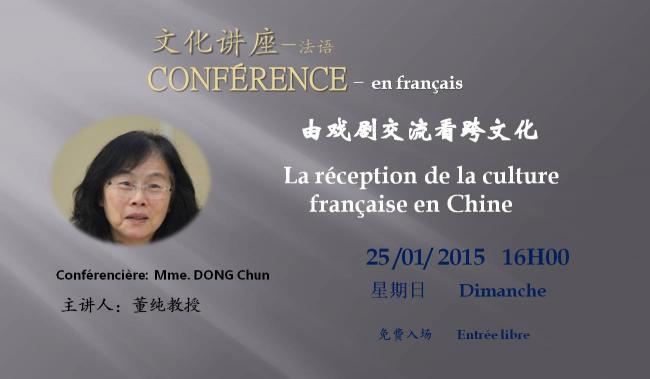 文化讲座－法语
CONFÉRENCE – en français
由戏剧交流看跨文化
La réception de la culture
française en Chine
25 /01/ 2015 16H00
星期日 Dimanche
Conférencière: Mme. DONG Chun
主讲人：董纯教授
免费入场 Entrée libre